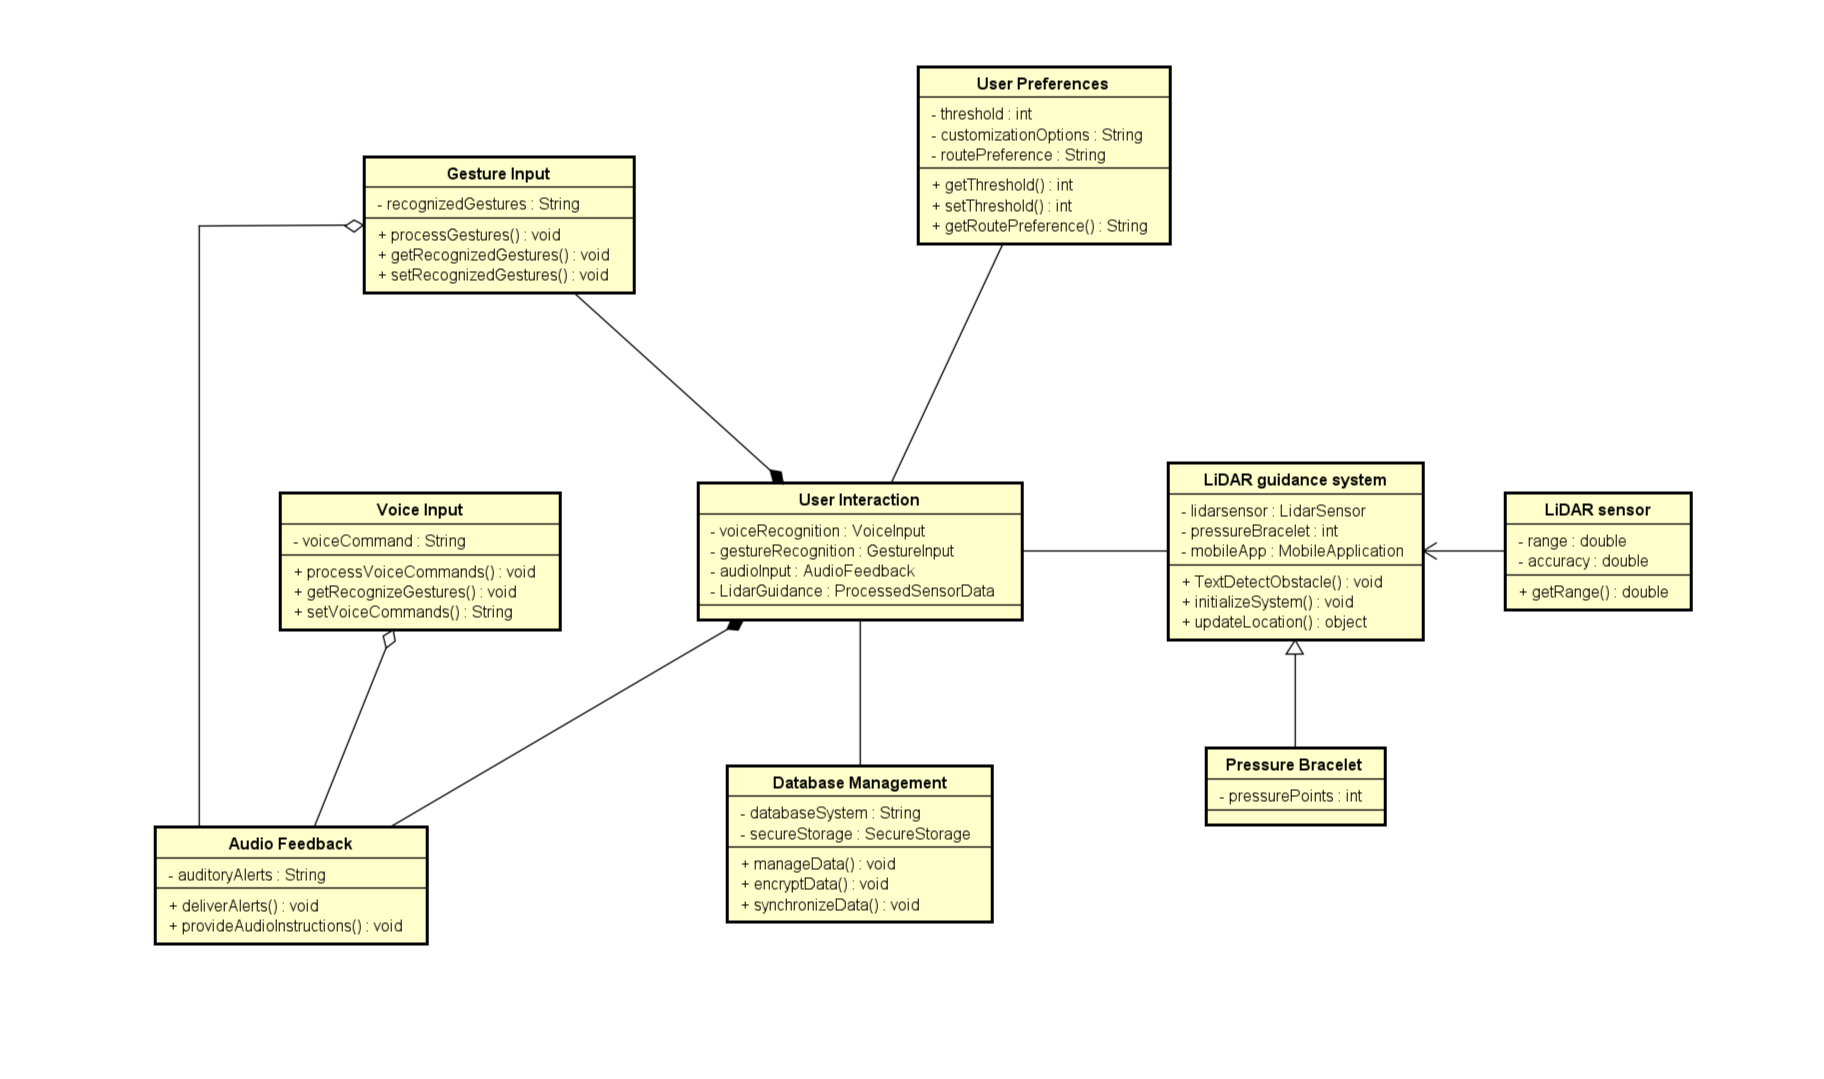 User Preferences
- threshold : int
- customizationOptions : String
- routePreference : String
+ getThreshold() : int
+ setThreshold() : int
+ getRoutePreference() : String
Gesture Input
- recognizedGestures : String
+ processGestures() : void
+ getRecognizedGestures() : void
+ setRecognizedGestures() : void
Voice Input
- voiceCommand : String
+ processVoiceCommands() : void
+ getRecognizeGestures() : void
+ setVoiceCommands() : String
User Interaction
- voiceRecognition : VoiceInput
- gestureRecognition : GestureInput
- audioInput : AudioFeedback
- LidarGuidance : ProcessedSensorData
LiDAR guidance system
- lidarsensor : LidarSensor
- pressureBracelet : int
- mobileApp : MobileApplication
+ TextDetectObstacle() : void
+ initializeSystem() : void
+ updateLocation() : object
LiDAR sensor
- range : double
- accuracy : double
+ getRange() : double
Pressure Bracelet
- pressurePoints : int
Database Management
- databaseSystem : String
- secureStorage : SecureStorage
+ manageData() : void
+ encryptData() : void
+ synchronizeData() : void
Audio Feedback
- auditoryAlerts : String
+ deliverAlerts() : void
+ provideAudioInstructions() : void